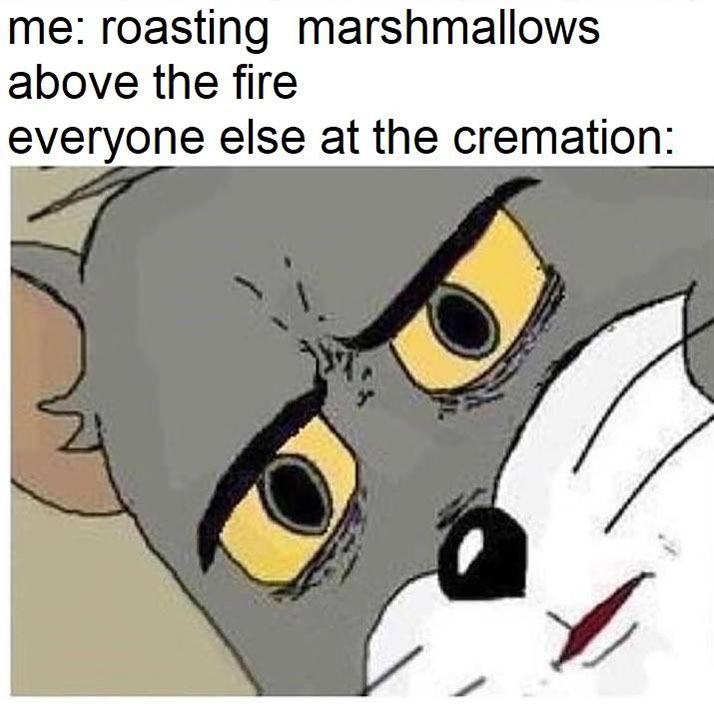 me: roasting  marshmallows
above the fire
everyone else at the cremation: